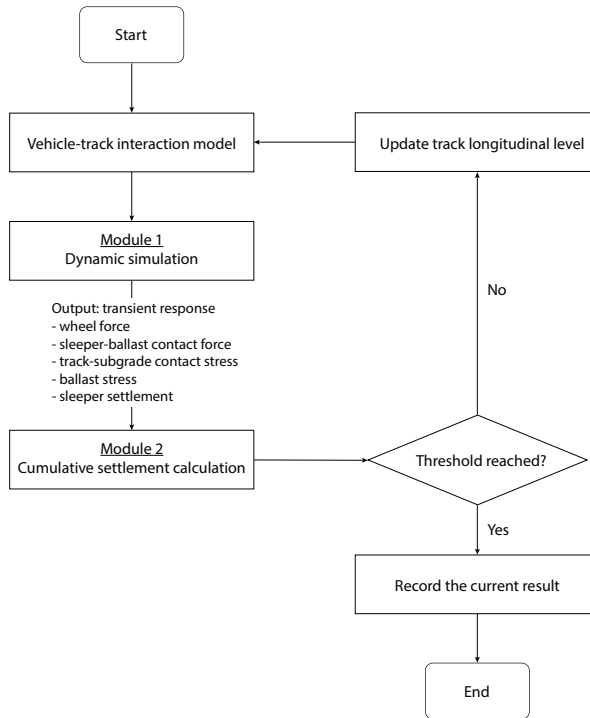 Start
Vehicle-track interaction model
Update track longitudinal level
Module 1
Dynamic simulation
Output: transient response
- wheel force
- sleeper-ballast contact force
- track-subgrade contact stress
- ballast stress
- sleeper settlement
No
Module 2
Cumulative settlement calculation
Threshold reached?
Yes
Record the current result
End